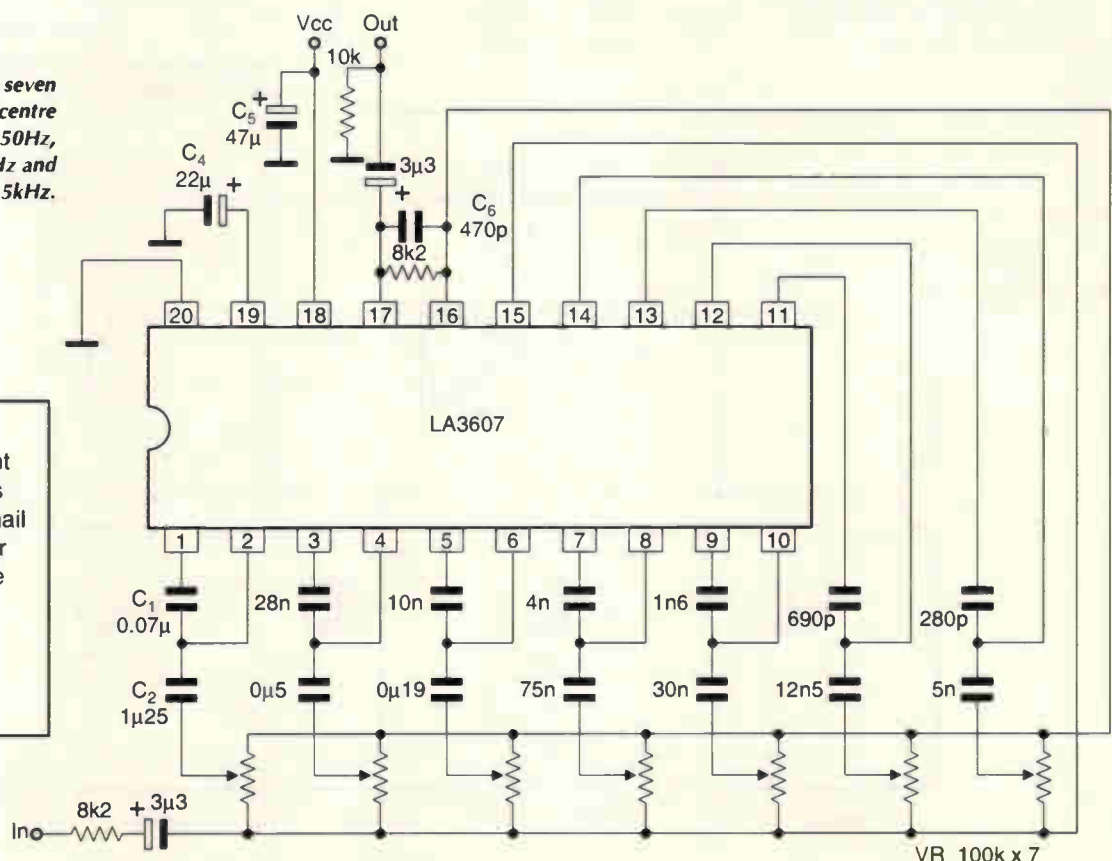 seven
centre
50Hz,
Hz and
5kHz.
Vcc
Out
10k
C5
47µ
C4
22µ
3µ3
C6
470p
8k2
20
19
18
17
16
15
14
13
12
11
LA3607
1
2
3
4
5
6
7
8
9
10
C1
0.07µ
28n
10n
4n
1n6
690p
280p
C2
1µ25
0µ5
0µ19
75n
30n
12n5
5n
In
8k2
3µ3
VR 100k x 7